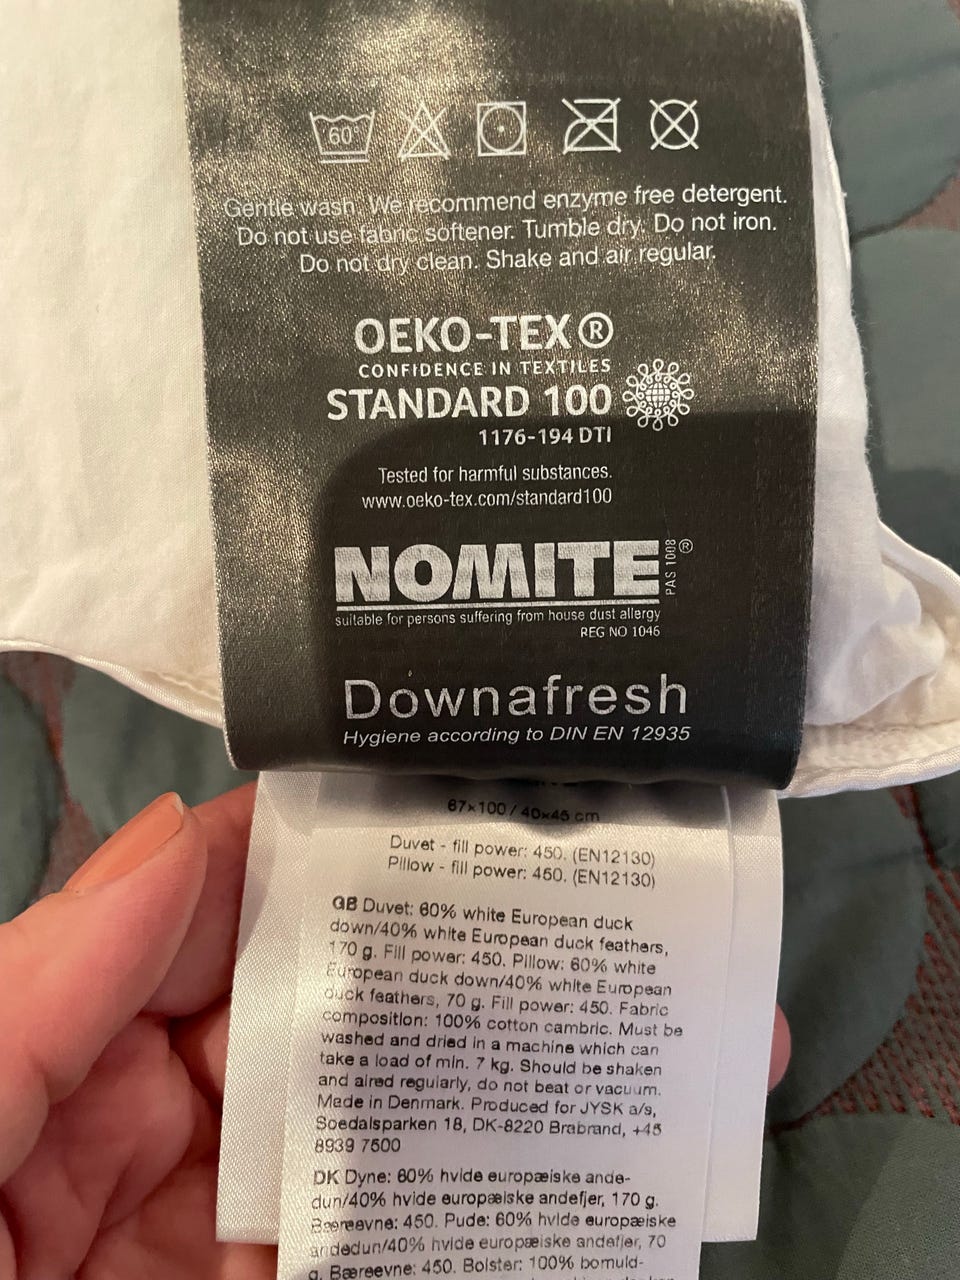 60°
Gentle wash. We recommend enzyme free detergent.
Do not use fabric softener. Tumble dry. Do not iron.
Do not dry clean. Shake and air regular.
OEKO-TEX®
CONFIDENCE IN TEXTILES
STANDARD 100
1176-194 DTI
Tested for harmful substances.
www.oeko-tex.com/standard100
NOMITE ®
PAS 1008
suitable for persons suffering from house dust allergy
REG NO 1046
Downafresh
Hygiene according to DIN EN 12935
67x100 / 40x45 cm
Duvet - fill power: 450. (EN12130)
Pillow - fill power: 450. (EN12130)
GB Duvet: 60% white European duck
down/40% white European duck feathers,
170 g. Fill power: 450. Pillow: 60% white
European duck down/40% white European
duck feathers, 70 g. Fill power: 450. Fabric
composition: 100% cotton cambric. Must be
washed and dried in a machine which can
take a load of min. 7 kg. Should be shaken
and aired regularly, do not beat or vacuum.
Made in Denmark. Produced for JYSK a/s,
Soedalsparken 18, DK-8220 Brabrand, +45
8939 7500
DK Dyne: 60% hvide europæiske ande-
dun/40% hvide europæiske andefjer, 170 g.
Bæreevne: 450. Pude: 60% hvide europæiske
andedun/40% hvide europæiske andefjer, 70
g. Bæreevne: 450. Bolster: 100% bomuld-